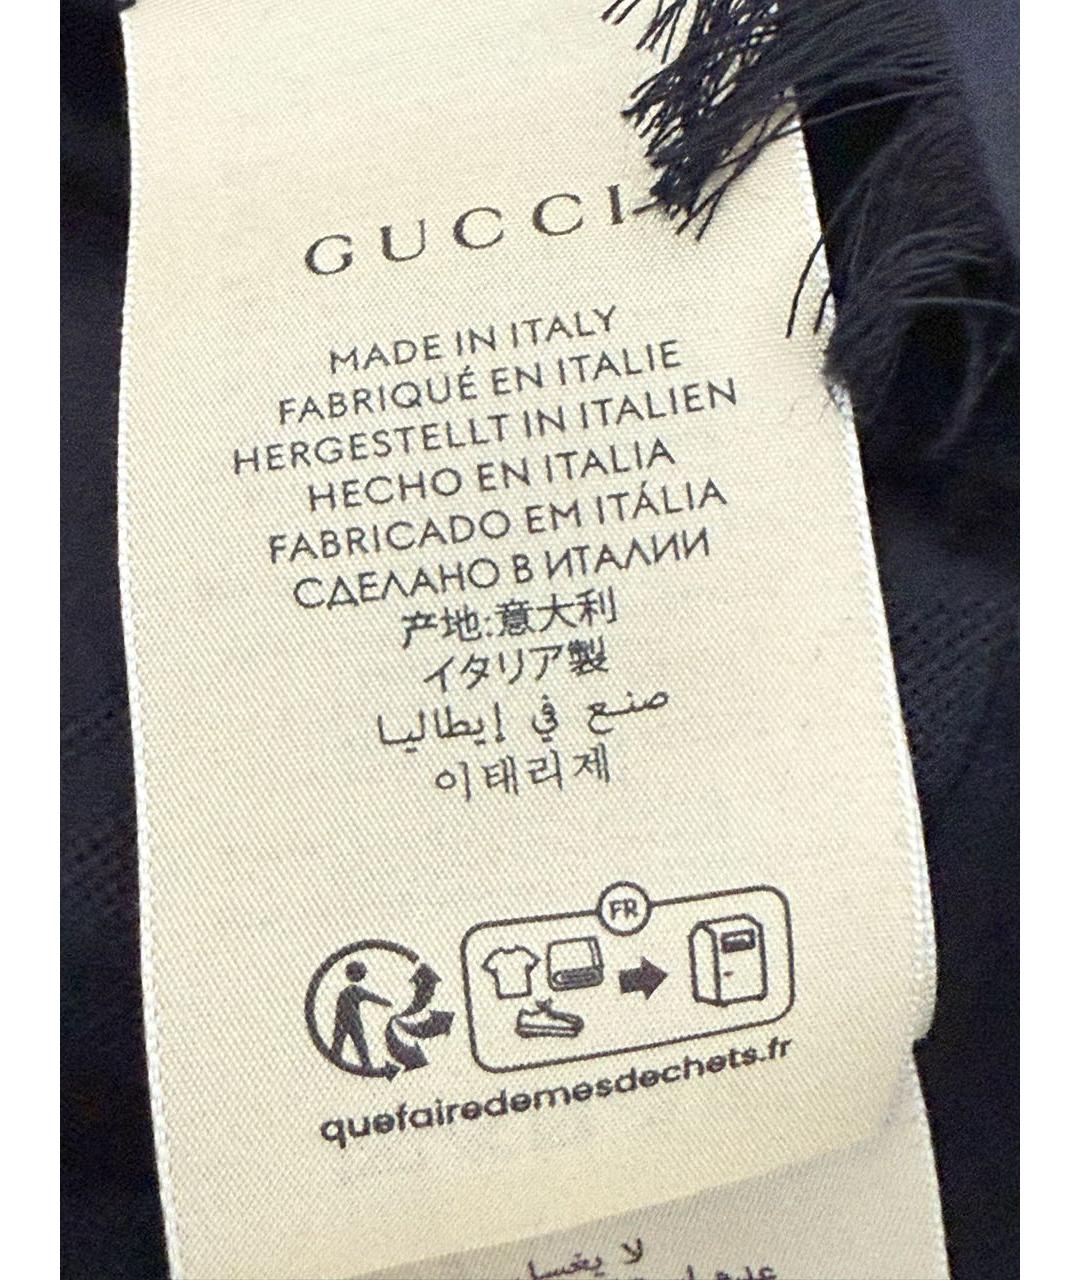 GUCCI
MADE IN ITALY
FABRIQUÉ EN ITALIE
HERGESTELLT IN ITALIEN
HECHO EN ITALIA
FABRICADO EM ITÁLIA
СДЕЛАНО В ИТАЛИИ
产地:意大利
イタリア製
صنع في إيطاليا
이태리제
FR
quefairedemesdechets.fr
لا يغسل